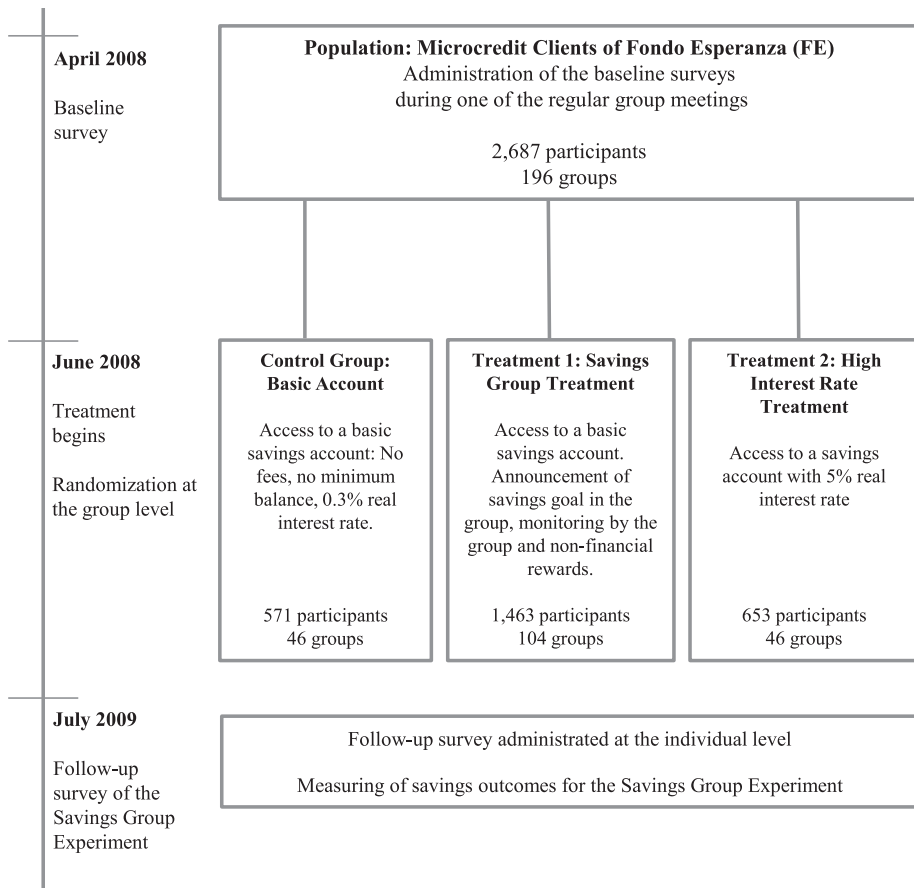 April 2008
Baseline
survey
Population: Microcredit Clients of Fondo Esperanza (FE)
Administration of the baseline surveys
during one of the regular group meetings
2,687 participants
196 groups
June 2008
Treatment
begins
Randomization at
the group level
Control Group:
Basic Account
Access to a basic
savings account: No
fees, no minimum
balance, 0.3% real
interest rate.
571 participants
46 groups
Treatment 1: Savings
Group Treatment
Access to a basic
savings account.
Announcement of
savings goal in the
group, monitoring by the
group and non-financial
rewards.
1,463 participants
104 groups
Treatment 2: High
Interest Rate
Treatment
Access to a savings
account with 5% real
interest rate
653 participants
46 groups
July 2009
Follow-up
survey of the
Savings Group
Experiment
Follow-up survey administrated at the individual level
Measuring of savings outcomes for the Savings Group Experiment